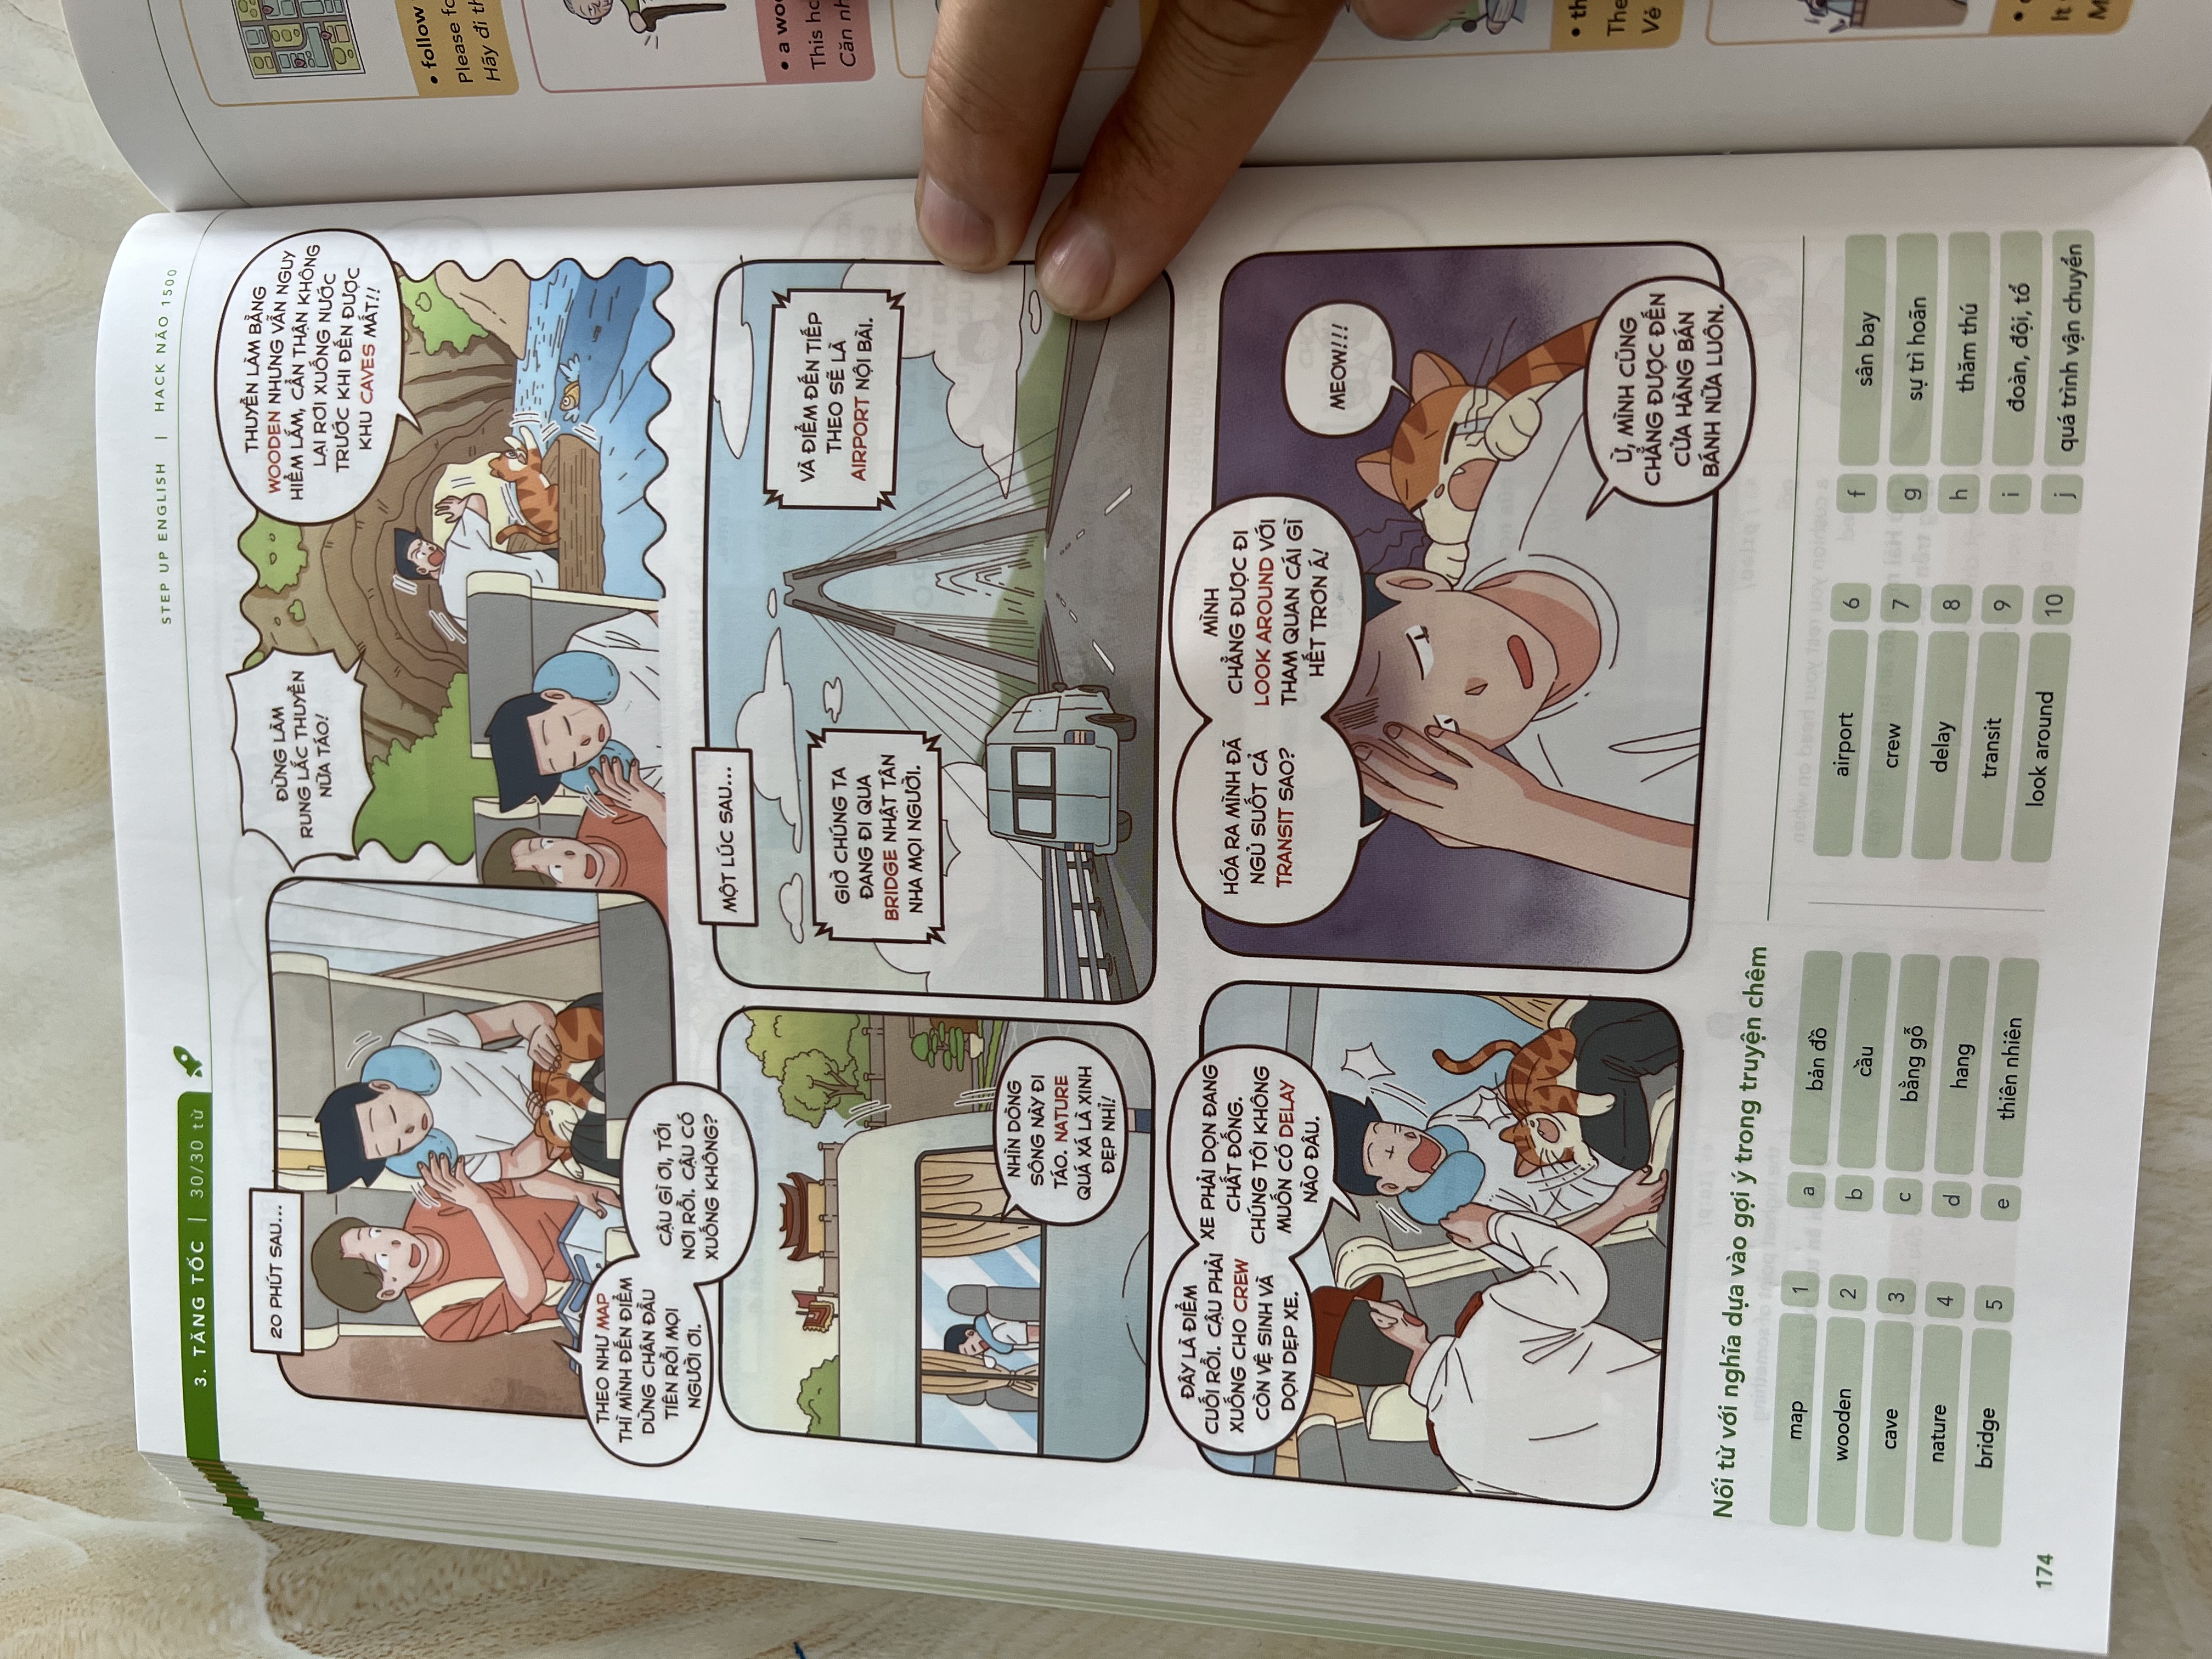 STEP UP ENGLISH | HACK NÃO 1500
3. TĂNG TỐC | 30/30 từ
20 PHÚT SAU...
THEO NHƯ MAP
THÌ MÌNH ĐẾN ĐIỂM
DỪNG CHÂN ĐẦU
TIÊN RỒI MỌI
NGƯỜI ƠI.
CẬU GÌ ƠI, TỚI
NƠI RỒI. CẬU CÓ
XUỐNG KHÔNG?
ĐỪNG LÀM
RUNG LẮC THUYỀN
NỮA TÁO!
THUYỀN LÀM BẰNG
WOODEN NHƯNG VẪN NGUY
HIỂM LẮM, CẨN THẬN KHÔNG
LẠI RƠI XUỐNG NƯỚC
TRƯỚC KHI ĐẾN ĐƯỢC
KHU CAVES MẤT!!
NHÌN DÒNG
SÔNG NÀY ĐI
TÁO. NATURE
QUÁ XÁ LÀ XINH
ĐẸP NHỈ!
MỘT LÚC SAU...
GIỜ CHÚNG TA
ĐANG ĐI QUA
BRIDGE NHẬT TÂN
NHA MỌI NGƯỜI.
VÀ ĐIỂM ĐẾN TIẾP
THEO SẼ LÀ
AIRPORT NỘI BÀI.
ĐÂY LÀ ĐIỂM
CUỐI RỒI. CẬU PHẢI
XUỐNG CHO CREW
CÒN VỆ SINH VÀ
DỌN DẸP XE.
XE PHẢI DỌN ĐANG
CHẤT ĐỐNG.
CHÚNG TÔI KHÔNG
MUỐN CÓ DELAY
NÀO ĐÂU.
HÓA RA MÌNH ĐÃ
NGỦ SUỐT CẢ
TRANSIT SAO?
MÌNH
CHẲNG ĐƯỢC ĐI
LOOK AROUND VỚI
THAM QUAN CÁI GÌ
HẾT TRƠN Á!
MEOW!!!
Ừ, MÌNH CŨNG
CHẲNG ĐƯỢC ĐẾN
CỬA HÀNG BÁN
BÁNH NỮA LUÔN.
Nối từ với nghĩa dựa vào gợi ý trong truyện chêm
map 1 a bản đồ
wooden 2 b cầu
cave 3 c bằng gỗ
nature 4 d hang
bridge 5 e thiên nhiên
airport 6 f sân bay
crew 7 g sự trì hoãn
delay 8 h thăm thú
transit 9 i đoàn, đội, tổ
look around 10 j quá trình vận chuyển
174
• follow
Please
Hãy đi
• a
This
Căn
The
Vé
It